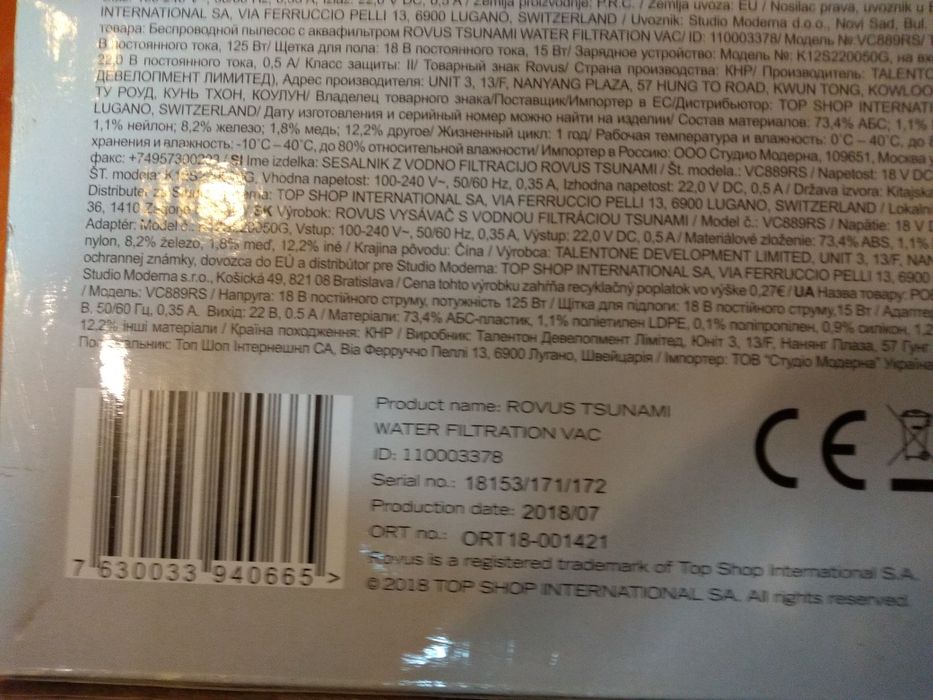 INTERNATIONAL SA, VIA FERRUCCIO PELLI 13, 6900 LUGANO, SWITZERLAND / Uvoznik: Studio Moderna d.o.o., Novi Sad, Bul.
товара: Беспроводной пылесос с аквафильтром ROVUS TSUNAMI WATER FILTRATION VAC/ ID: 110003378/ Модель №:VC889RS/
В постоянного тока, 125 Вт/ Щетка для пола: 18 В постоянного тока, 15 Вт/ Зарядное устройство: Модель №: K12S220050G, на вх
22,0 В постоянного тока, 0,5 А/ Класс защиты: II/ Товарный знак Rovus/ Страна производства: КНР/ Производитель: TALENTO
ДЕВЕЛОПМЕНТ ЛИМИТЕД), Адрес производителя: UNIT 3, 13/F, NANYANG PLAZA, 57 HUNG TO ROAD, KWUN TONG, KOWLOO
ТУ РОУД, КУНЬ ТХОН, КОУЛУН/ Владелец товарного знака/Поставщик/Импортер в ЕС/Дистрибьютор: TOP SHOP INTERNATI
LUGANO, SWITZERLAND/ Дату изготовления и серийный номер можно найти на изделии/ Состав материалов: 73,4% АБС; 1,1%
1,1% нейлон; 8,2% железо; 1,8% медь; 12,2% другое/ Жизненный цикл: 1 год/ Рабочая температура и влажность: 0°C – 40°C, до 8
хранения и влажность: -10°C – 40°C, до 80% относительной влажности/ Импортер в Россию: ООО Студио Модерна, 109651, Москва у
факс: / SI Ime izdelka: SESALNIK Z VODNO FILTRACIJO ROVUS TSUNAMI / Št. modela.: VC889RS / Napetost: 18 V DC
ŠT. modela: Vhodna napetost: 100-240 V~, 50/60 Hz, 0,35 A, Izhodna napetost: 22,0 V DC, 0,5 A / Država izvora: Kitajska
Distributer za TOP SHOP INTERNATIONAL SA, VIA FERRUCCIO PELLI 13, 6900 LUGANO, SWITZERLAND / Lokalni
36, 1410 SK Výrobok: ROVUS VYSÁVAČ S VODNOU FILTRÁCIOU TSUNAMI / Model č.: VC889RS / Napätie: 18 V D
Adaptér: Model č.: Vstup: 100-240 V~, 50/60 Hz, 0,35 A, Výstup: 22,0 V DC, 0,5 A / Materiálové zloženie: 73,4% ABS, 1,1%
nylon, 8,2% železo, 1,8% meď, 12,2% iné / Krajina pôvodu: Čína / Výrobca: TALENTONE DEVELOPMENT LIMITED, UNIT 3, 13/F, NAN
ochrannej známky, dovozca do EÚ a distribútor pre Studio Moderna: TOP SHOP INTERNATIONAL SA, VIA FERRUCCIO PELLI 13, 6900
Studio Moderna s.r.o., Košická 49, 821 08 Bratislava / Cena tohto výrobku zahŕňa recyklačný poplatok vo výške 0,27€ / UA Назва товару: POB
/ Модель: VC889RS / Напруга: 18 В постійного струму, потужність 125 Вт / Щітка для підлоги: 18 В постійного струму,15 Вт / Адаптер
В, 50/60 Гц, 0,35 А. Вихід: 22 В, 0.5 А / Матеріали: 73,4% АБС-пластик, 1,1% поліетилен LDPE, 0,1% поліпропілен, 0,9% силікон, 1,2
12,2% інші матеріали / Країна походження: КНР / Виробник: Талентон Девелопмент Лімітед, Юніт 3, 13/F, Нанянг Плаза, 57 Гунг
Постачальник: Топ Шоп Інтернешнл СА, Віа Ферруччо Пеллі 13, 6900 Лугано, Швейцарія / Імпортер: ТОВ "Студіо Модерна" Україна
Product name: ROVUS TSUNAMI
WATER FILTRATION VAC
ID: 110003378
Serial no.: 18153/171/172
Production date: 2018/07
ORT no.: ORT18-001421
Rovus is a registered trademark of Top Shop International S.A.
©2018 TOP SHOP INTERNATIONAL SA. All rights reserved.
7 630033 940665 >
CE